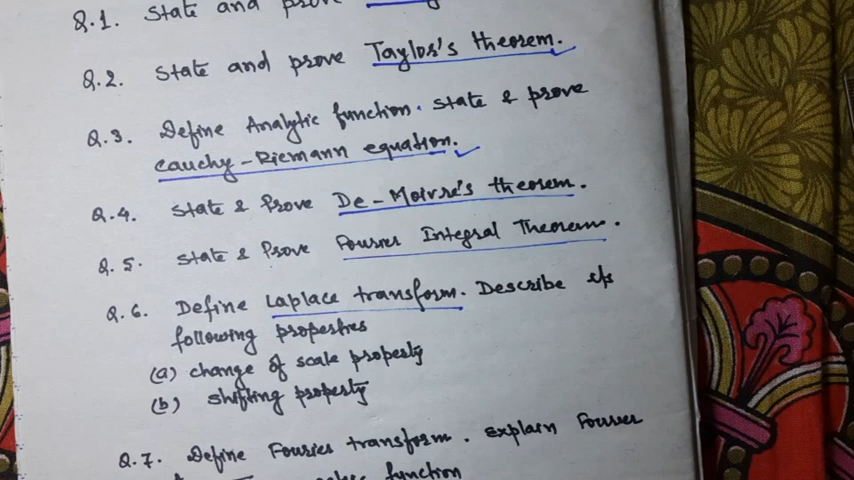 Q.1. State and prove
Q.2. State and prove Taylor's theorem.
Q.3. Define Analytic function. State & prove
Cauchy-Riemann equation.
Q.4. State & Prove De-Moivre's theorem.
Q.5. State & Prove Fourier Integral Theorem.
Q.6. Define Laplace transform. Describe its
following properties
(a) change of scale property
(b) shifting property
Q.7. Define Fourier transform. Explain Fourier
function